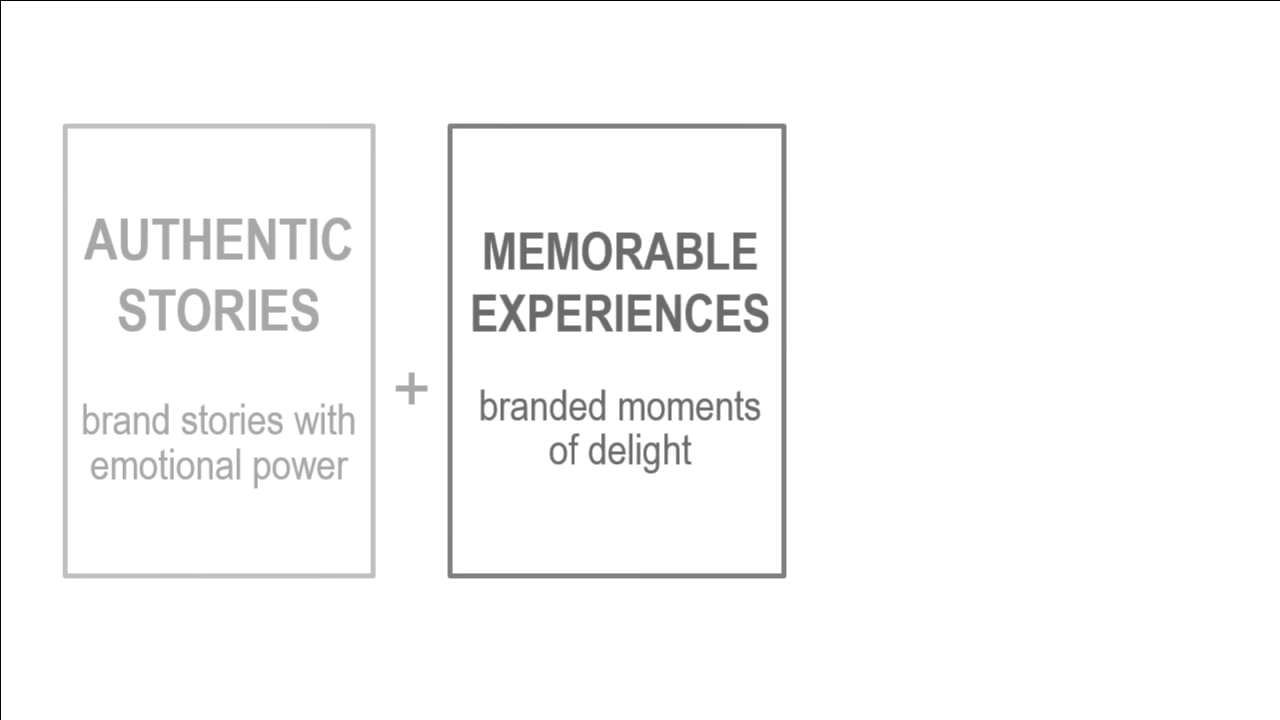 AUTHENTIC
STORIES
brand stories with
emotional power
+
MEMORABLE
EXPERIENCES
branded moments
of delight